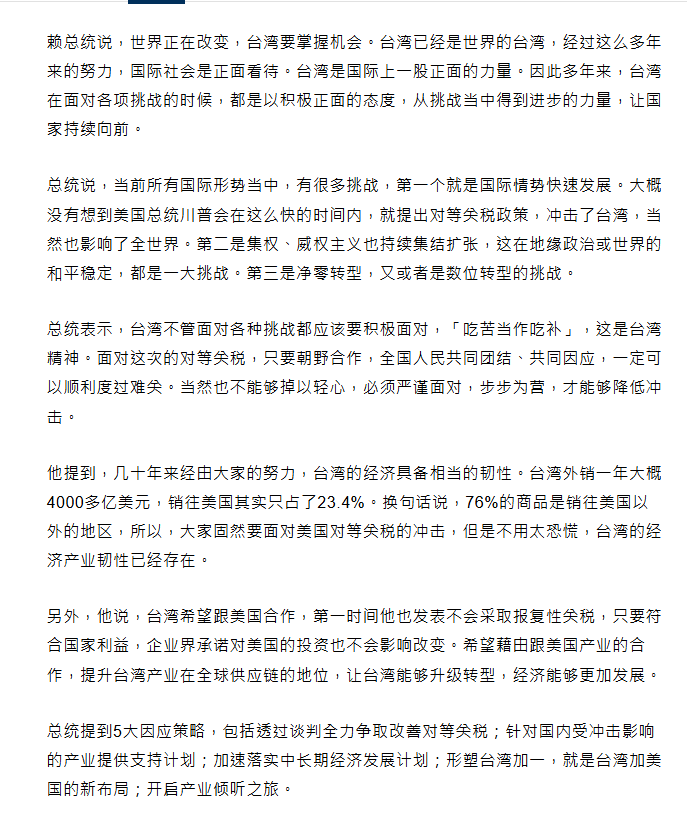 赖总统说，世界正在改变，台湾要掌握机会。台湾已经是世界的台湾，经过这么多年
来的努力，国际社会是正面看待。台湾是国际上一股正面的力量。因此多年来，台湾
在面对各项挑战的时候，都是以积极正面的态度，从挑战当中得到进步的力量，让国
家持续向前。
总统说，当前所有国际形势当中，有很多挑战，第一个就是国际情势快速发展。大概
没有想到美国总统川普会在这么快的时间内，就提出对等关税政策，冲击了台湾，当
然也影响了全世界。第二是集权、威权主义也持续集结扩张，这在地缘政治或世界的
和平稳定，都是一大挑战。第三是净零转型，又或者是数位转型的挑战。
总统表示，台湾不管面对各种挑战都应该要积极面对，「吃苦当作吃补」，这是台湾
精神。面对这次的对等关税，只要朝野合作，全国人民共同团结、共同因应，一定可
以顺利度过难关。当然也不能够掉以轻心，必须严谨面对，步步为营，才能够降低冲
击。
他提到，几十年来经由大家的努力，台湾的经济具备相当的韧性。台湾外销一年大概
4000多亿美元，销往美国其实只占了23.4%。换句话说，76%的商品是销往美国以
外的地区，所以，大家固然要面对美国对等关税的冲击，但是不用太恐慌，台湾的经
济产业韧性已经存在。
另外，他说，台湾希望跟美国合作，第一时间他也发表不会采取报复性关税，只要符
合国家利益，企业界承诺对美国的投资也不会影响改变。希望藉由跟美国产业的合
作，提升台湾产业在全球供应链的地位，让台湾能够升级转型，经济能够更加发展。
总统提到5大因应策略，包括透过谈判全力争取改善对等关税；针对国内受冲击影响
的产业提供支持计划；加速落实中长期经济发展计划；形塑台湾加一，就是台湾加美
国的新布局；开启产业倾听之旅。